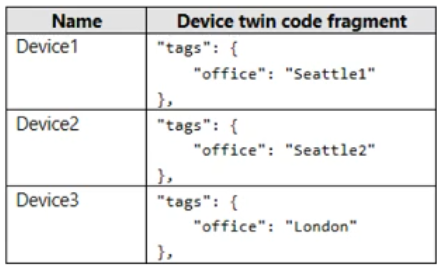 Name Device twin code fragment
Device1 "tags": {
"office": "Seattle1"
},
Device2 "tags": {
"office": "Seattle2"
},
Device3 "tags": {
"office": "London"
},